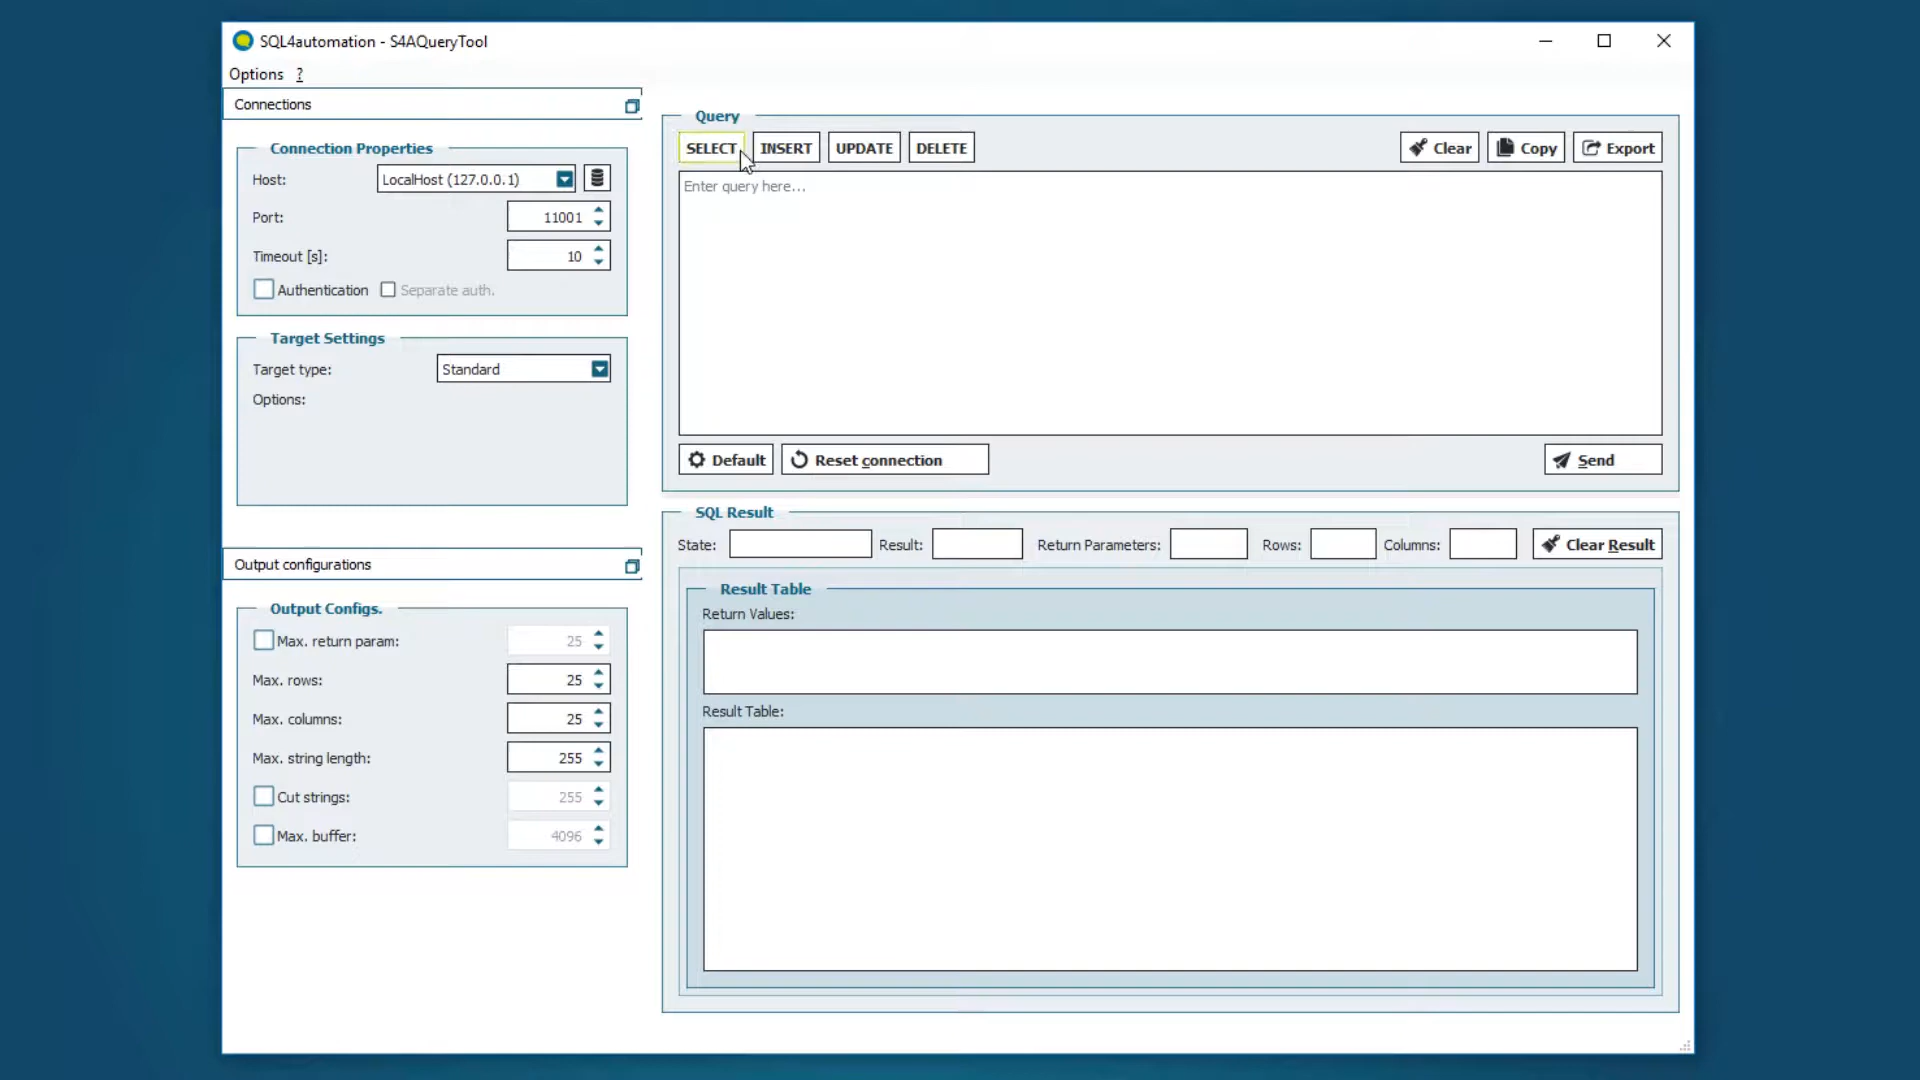 SQL4automation - S4AQueryTool
Options ?
Connections
Connection Properties
Host: LocalHost (127.0.0.1)
Port: 11001
Timeout [s]: 10
Authentication Separate auth.
Target Settings
Target type: Standard
Options:
Output configurations
Output Configs.
Max. return param: 25
Max. rows: 25
Max. columns: 25
Max. string length: 255
Cut strings: 255
Max. buffer: 4096
Query
SELECT INSERT UPDATE DELETE Clear Copy Export
Enter query here...
Default Reset connection Send
SQL Result
State: Result: Return Parameters: Rows: Columns: Clear Result
Result Table
Return Values:
Result Table: